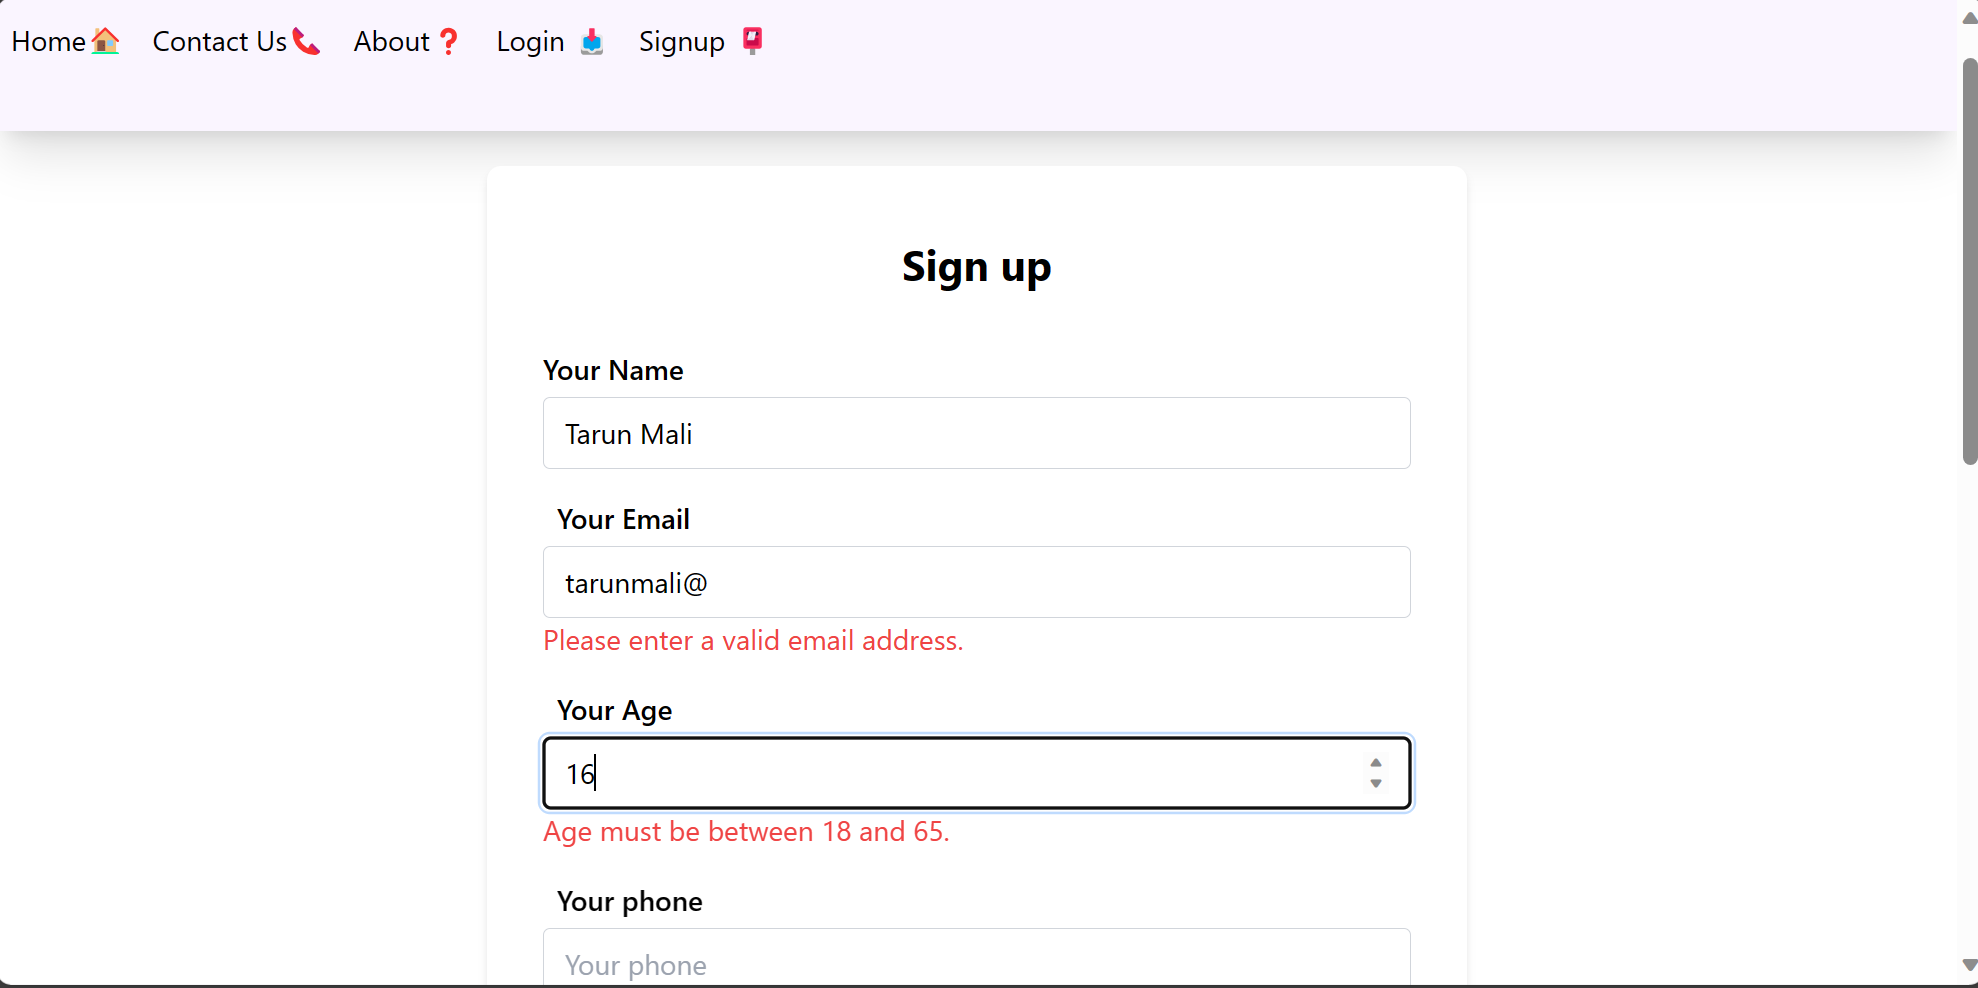 Home🏠 Contact Us📞 About❓ Login 📥 Signup 📮
Sign up
Your Name
Tarun Mali
Your Email
tarunmali@
Please enter a valid email address.
Your Age
16
Age must be between 18 and 65.
Your phone
Your phone